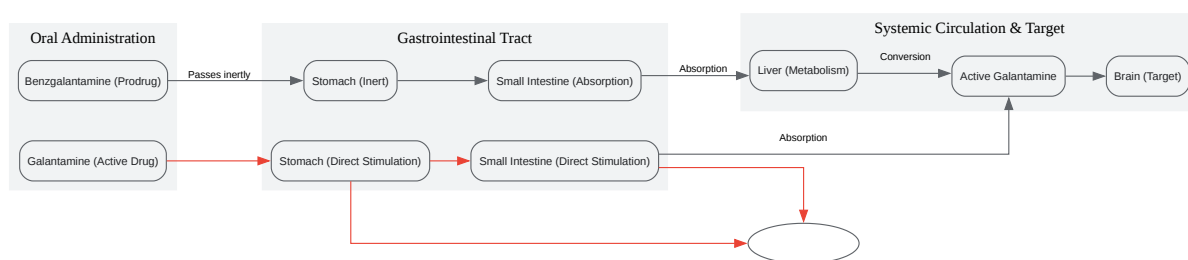 Oral Administration
Gastrointestinal Tract
Systemic Circulation & Target
Benzgalantamine (Prodrug)
Passes inertly
Stomach (Inert)
Small Intestine (Absorption)
Absorption
Liver (Metabolism)
Conversion
Active Galantamine
Brain (Target)
Galantamine (Active Drug)
Stomach (Direct Stimulation)
Small Intestine (Direct Stimulation)
Absorption